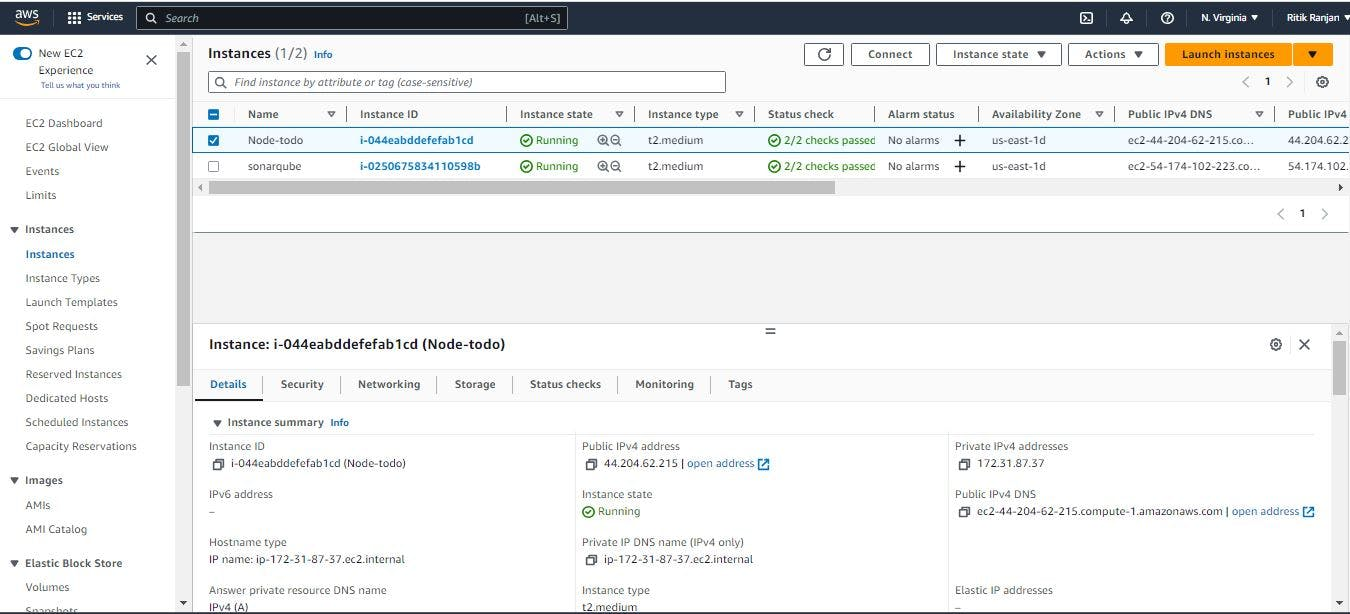 aws Services Search [Alt+S] N. Virginia Ritik Ranjan
New EC2
Experience
Tell us what you think
EC2 Dashboard
EC2 Global View
Events
Limits
Instances
Instances
Instance Types
Launch Templates
Spot Requests
Savings Plans
Reserved Instances
Dedicated Hosts
Scheduled Instances
Capacity Reservations
Images
AMIs
AMI Catalog
Elastic Block Store
Volumes
Snapshots
Instances (1/2) Info Connect Instance state Actions Launch instances
Find instance by attribute or tag (case-sensitive) 1
Name Instance ID Instance state Instance type Status check Alarm status Availability Zone Public IPv4 DNS Public IPv4
Node-todo i-044eabddefefab1cd Running t2.medium 2/2 checks passed No alarms + us-east-1d ec2-44-204-62-215.co... 44.204.62.2
sonarqube i-0250675834110598b Running t2.medium 2/2 checks passed No alarms + us-east-1d ec2-54-174-102-223.co... 54.174.102.
1
Instance: i-044eabddefefab1cd (Node-todo)
Details Security Networking Storage Status checks Monitoring Tags
Instance summary Info
Instance ID Public IPv4 address Private IPv4 addresses
i-044eabddefefab1cd (Node-todo) 44.204.62.215 | open address 172.31.87.37
IPv6 address Instance state Public IPv4 DNS
– Running ec2-44-204-62-215.compute-1.amazonaws.com | open address
Hostname type Private IP DNS name (IPv4 only)
IP name: ip-172-31-87-37.ec2.internal ip-172-31-87-37.ec2.internal
Answer private resource DNS name Instance type Elastic IP addresses
IPv4 (A) t2.medium –